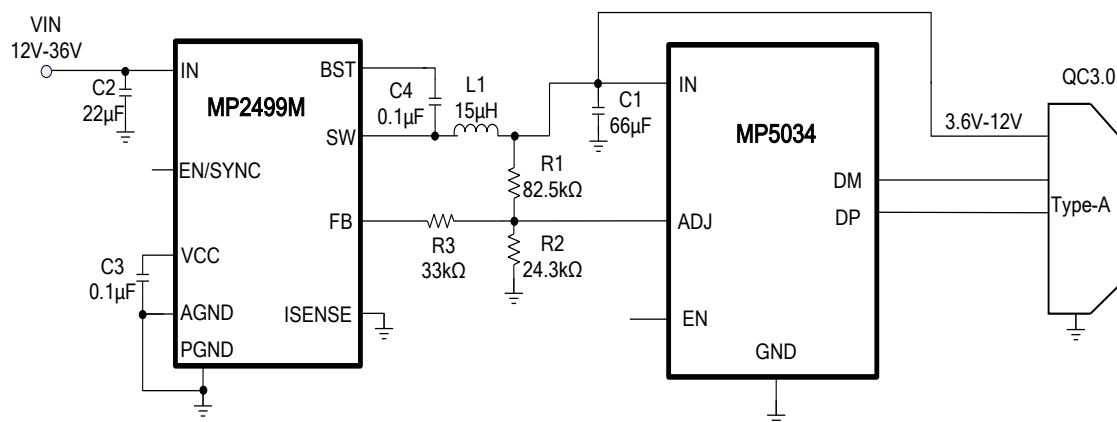 VIN
12V-36V
C2
22µF
IN
MP2499M
BST
SW
EN/SYNC
FB
VCC
AGND
PGND
ISENSE
C3
0.1µF
C4
0.1µF
L1
15µH
R1
82.5kΩ
R3
33kΩ
R2
24.3kΩ
C1
66µF
IN
MP5034
DM
DP
ADJ
EN
GND
3.6V-12V
QC3.0
Type-A